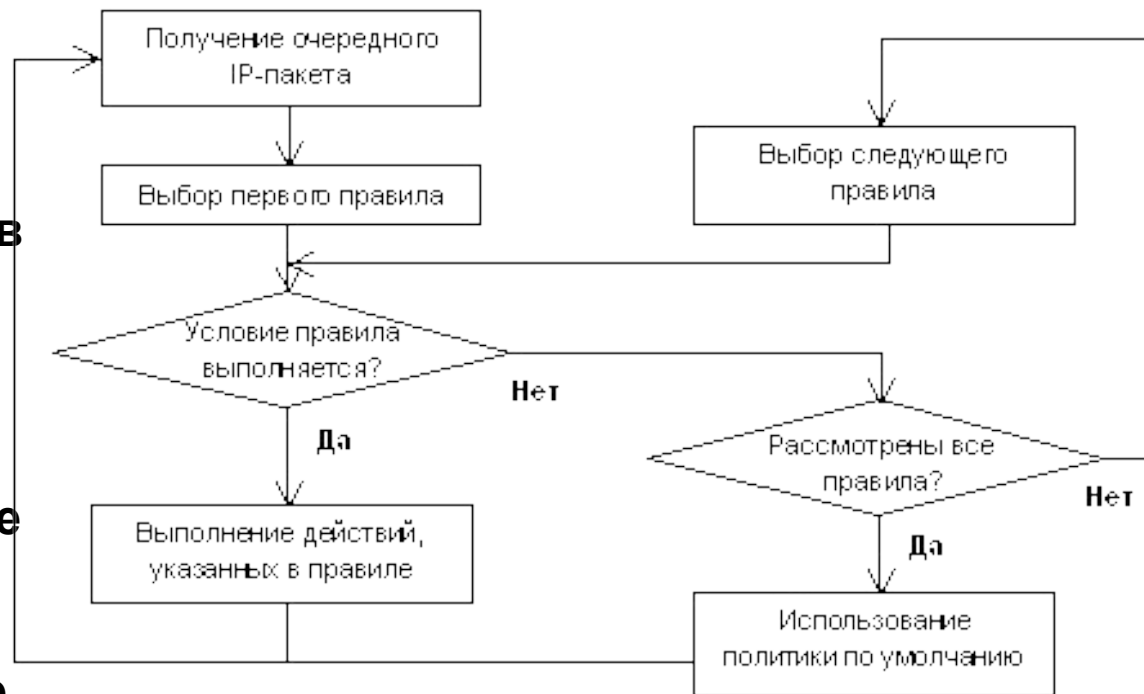 Получение очередного
IP-пакета
Выбор первого правила
Выбор следующего
правила
в
Условие правила
выполняется?
Нет
Да
Рассмотрены все
правила?
Нет
Да
е
Выполнение действий,
указанных в правиле
Использование
политики по умолчанию